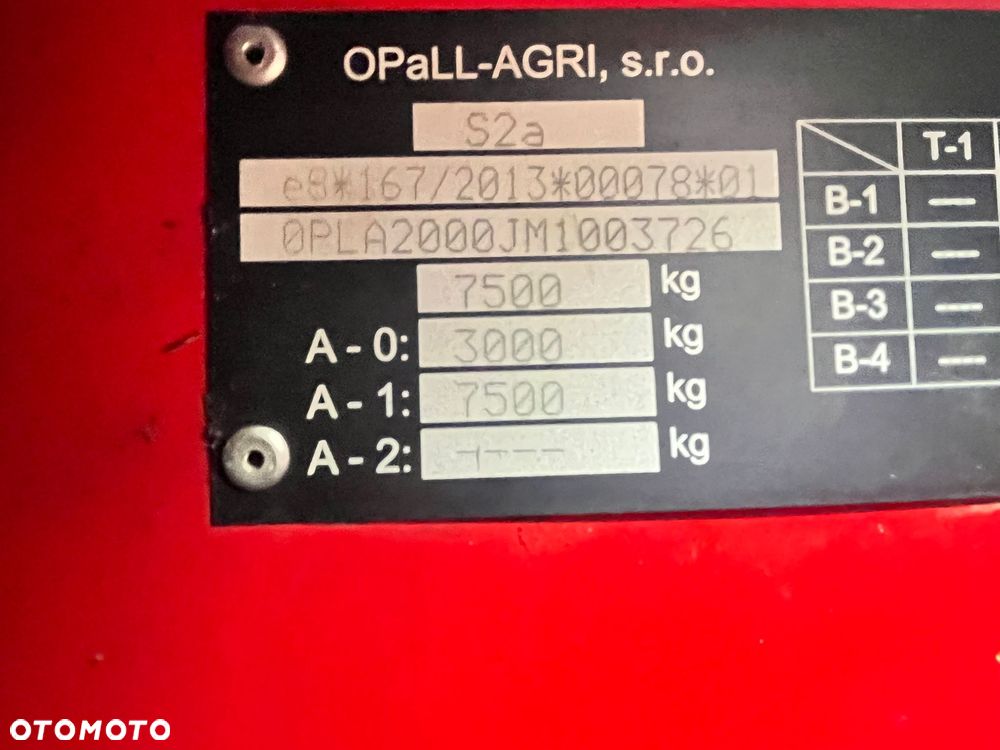 OPaLL-AGRI, s.r.o.
S2a
e8*167/2013*00078*01
0PLA2000JM1003726
7500 kg
A - 0: 3000 kg
A - 1: 7500 kg
A - 2: ---- kg
T-1
B-1 —
B-2 —
B-3 —
B-4 —
OTOMOTO